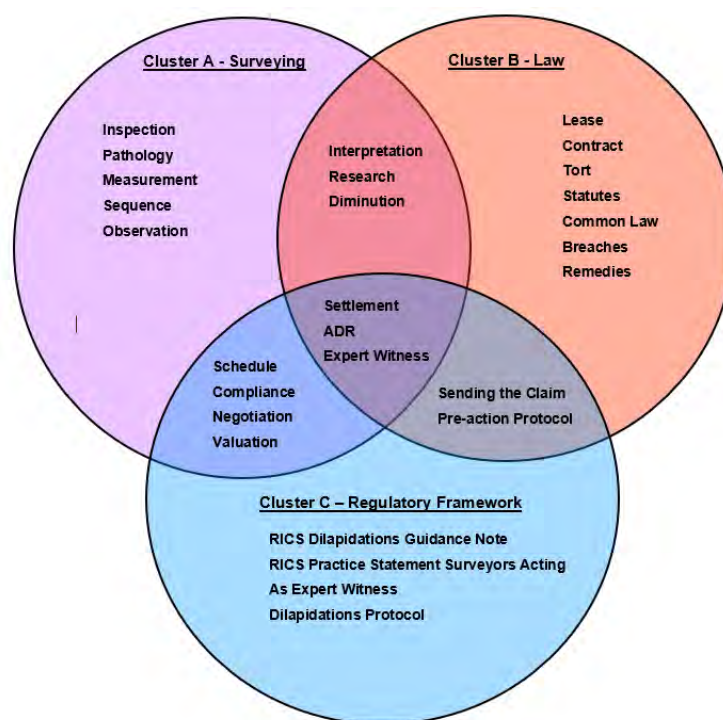 Cluster A - Surveying
Inspection
Pathology
Measurement
Sequence
Observation
Cluster B - Law
Lease
Contract
Tort
Statutes
Common Law
Breaches
Remedies
Interpretation
Research
Diminution
Settlement
ADR
Expert Witness
Schedule
Compliance
Negotiation
Valuation
Sending the Claim
Pre-action Protocol
Cluster C – Regulatory Framework
RICS Dilapidations Guidance Note
RICS Practice Statement Surveyors Acting
As Expert Witness
Dilapidations Protocol